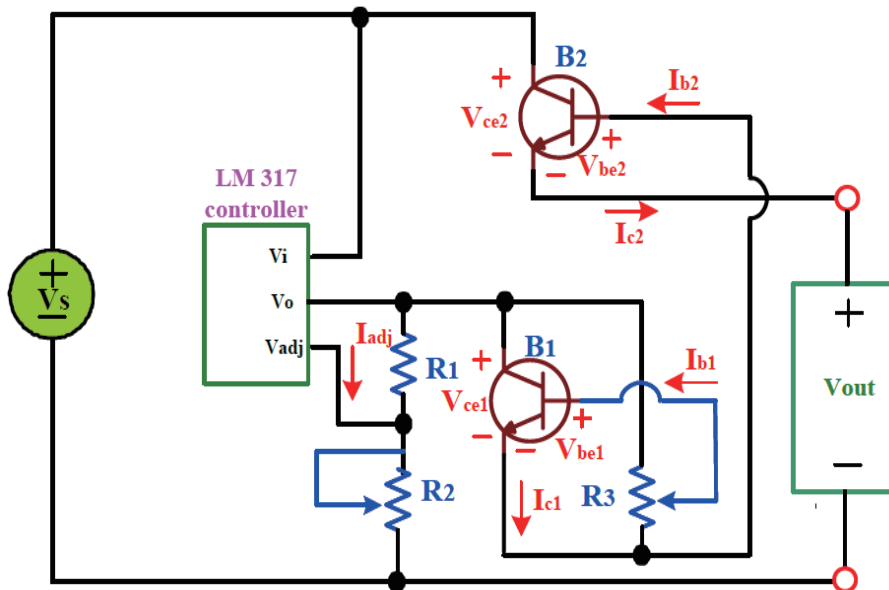 B2
Ib2
+
Vce2
−
+
Vbe2
−
Ic2
LM 317
controller
Vi
Vo
Vadj
+
Vs
−
Iadj
R1
+
B1
Vce1
−
Ib1
+
Vbe1
−
R2
Ic1
R3
+
Vout
−